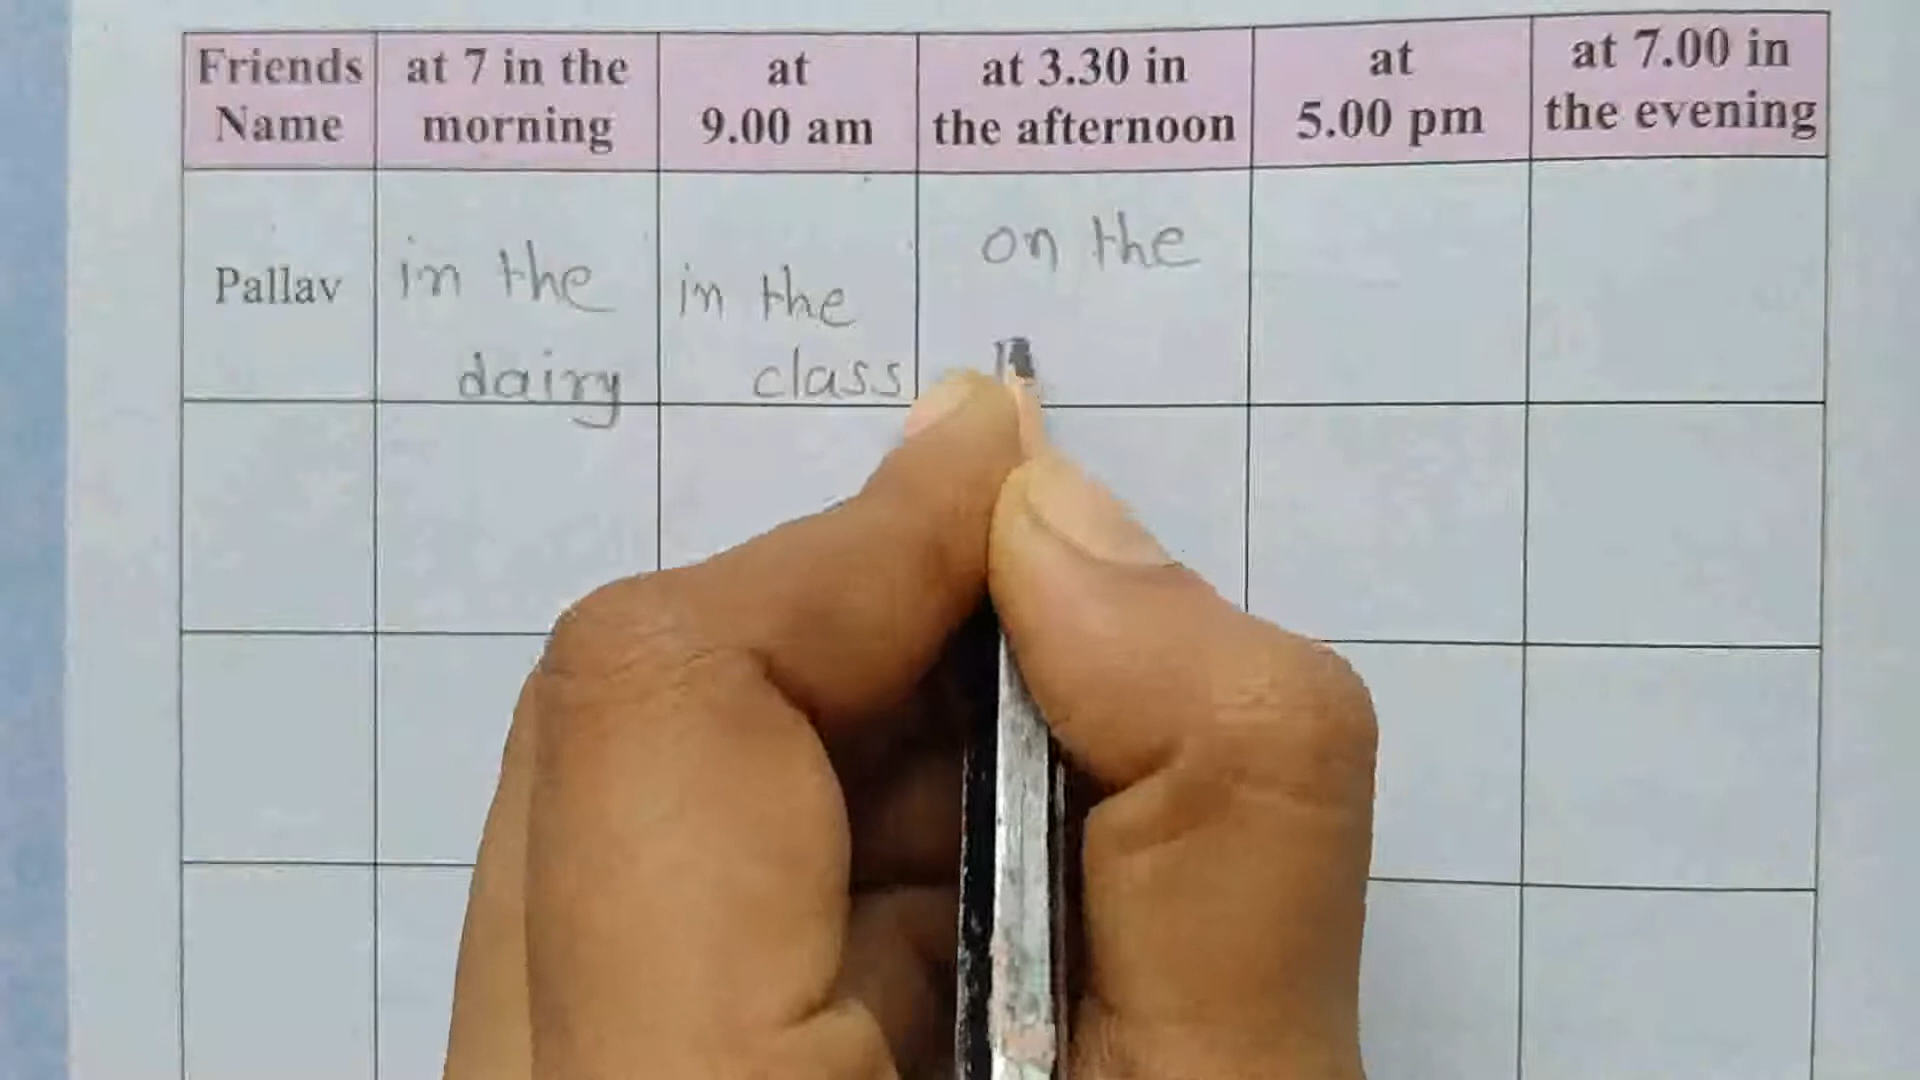 Friends Name
at 7 in the morning
at 9.00 am
at 3.30 in the afternoon
at 5.00 pm
at 7.00 in the evening
Pallav
in the
dairy
in the
class
on the